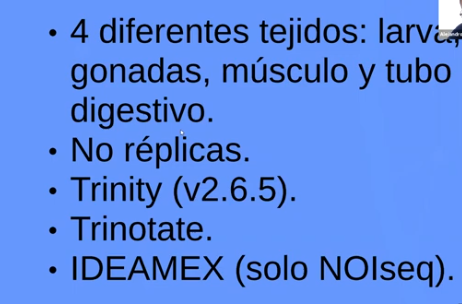 • 4 diferentes tejidos: larva,
gonadas, músculo y tubo
digestivo.
• No réplicas.
• Trinity (v2.6.5).
• Trinotate.
• IDEAMEX (solo NOIseq).